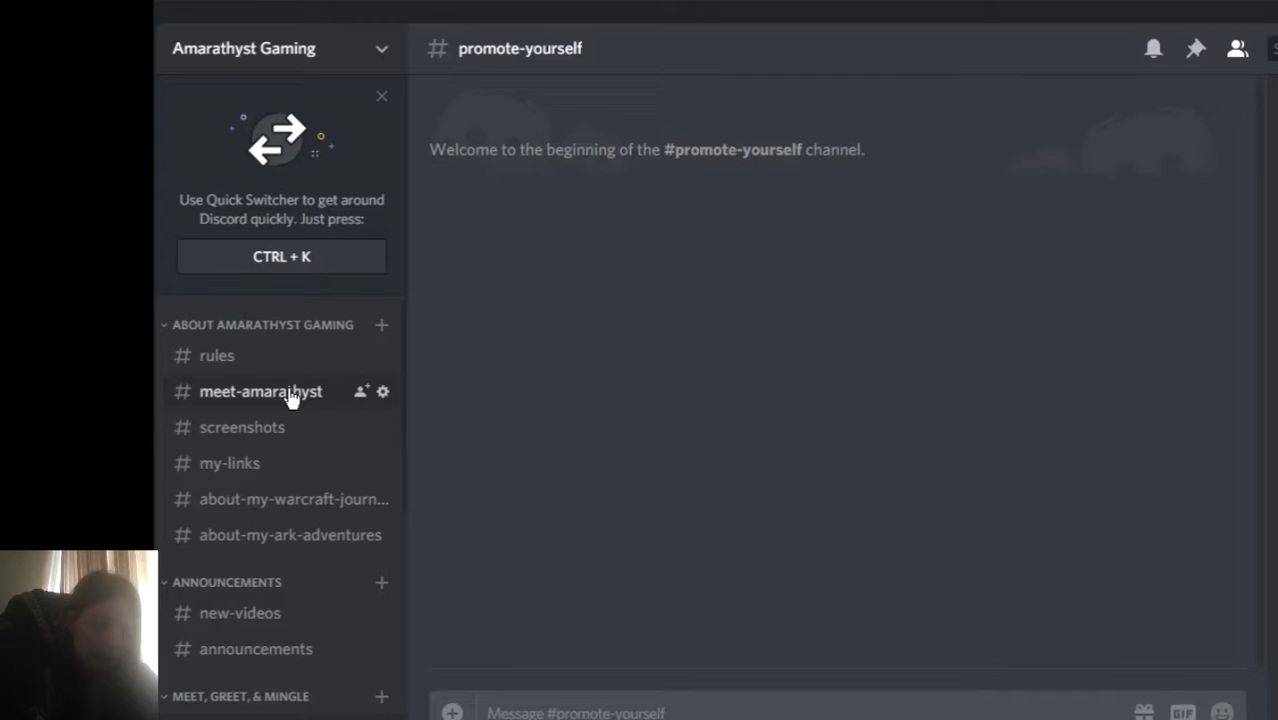 Amarathyst Gaming
# promote-yourself
Use Quick Switcher to get around
Discord quickly. Just press:
CTRL + K
Welcome to the beginning of the #promote-yourself channel.
ABOUT AMARATHYST GAMING
# rules
# meet-amarathyst
# screenshots
# my-links
# about-my-warcraft-journ...
# about-my-ark-adventures
ANNOUNCEMENTS
# new-videos
# announcements
MEET, GREET, & MINGLE
Message #promote-yourself
GIF